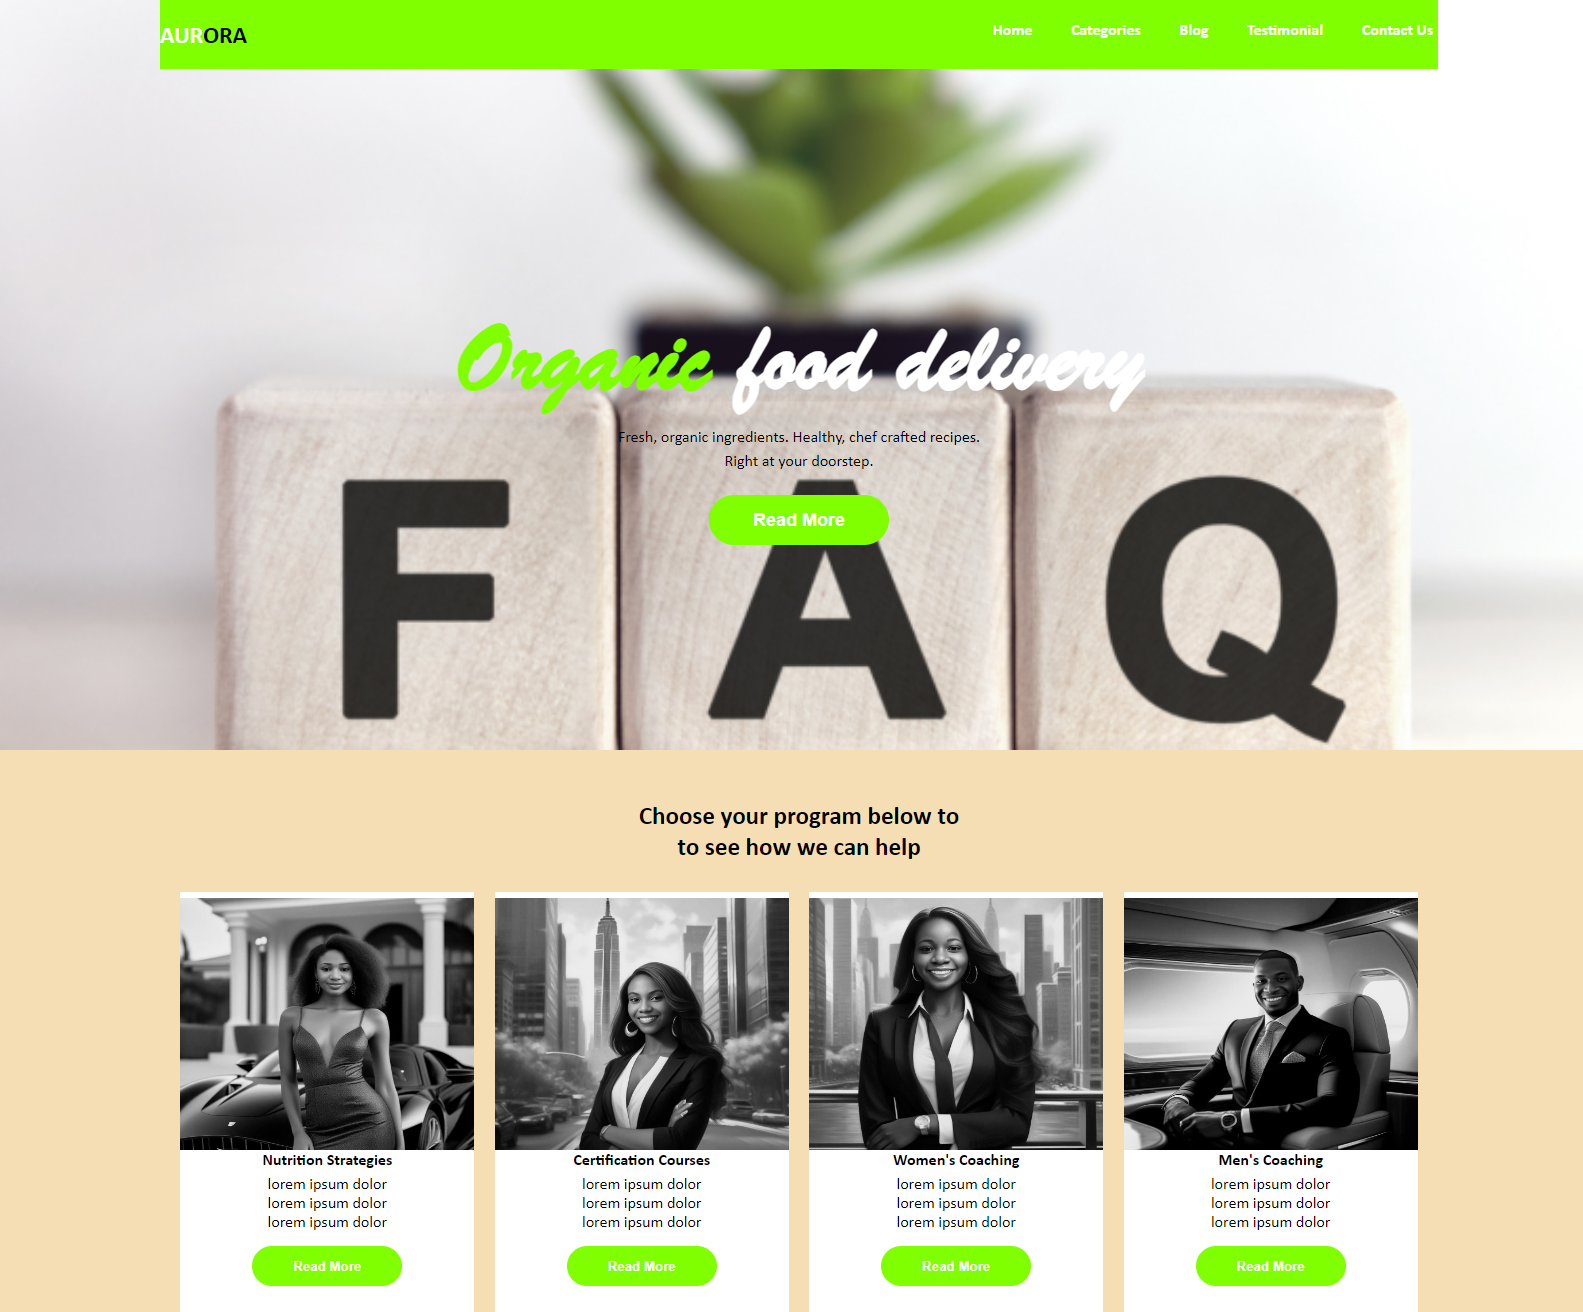 AURORA
Home Categories Blog Testimonial Contact Us
Organic food delivery
Fresh, organic ingredients. Healthy, chef crafted recipes.
Right at your doorstep.
Read More
F A Q
Choose your program below to
to see how we can help
Nutrition Strategies
lorem ipsum dolor
lorem ipsum dolor
lorem ipsum dolor
Read More
Certification Courses
lorem ipsum dolor
lorem ipsum dolor
lorem ipsum dolor
Read More
Women's Coaching
lorem ipsum dolor
lorem ipsum dolor
lorem ipsum dolor
Read More
Men's Coaching
lorem ipsum dolor
lorem ipsum dolor
lorem ipsum dolor
Read More